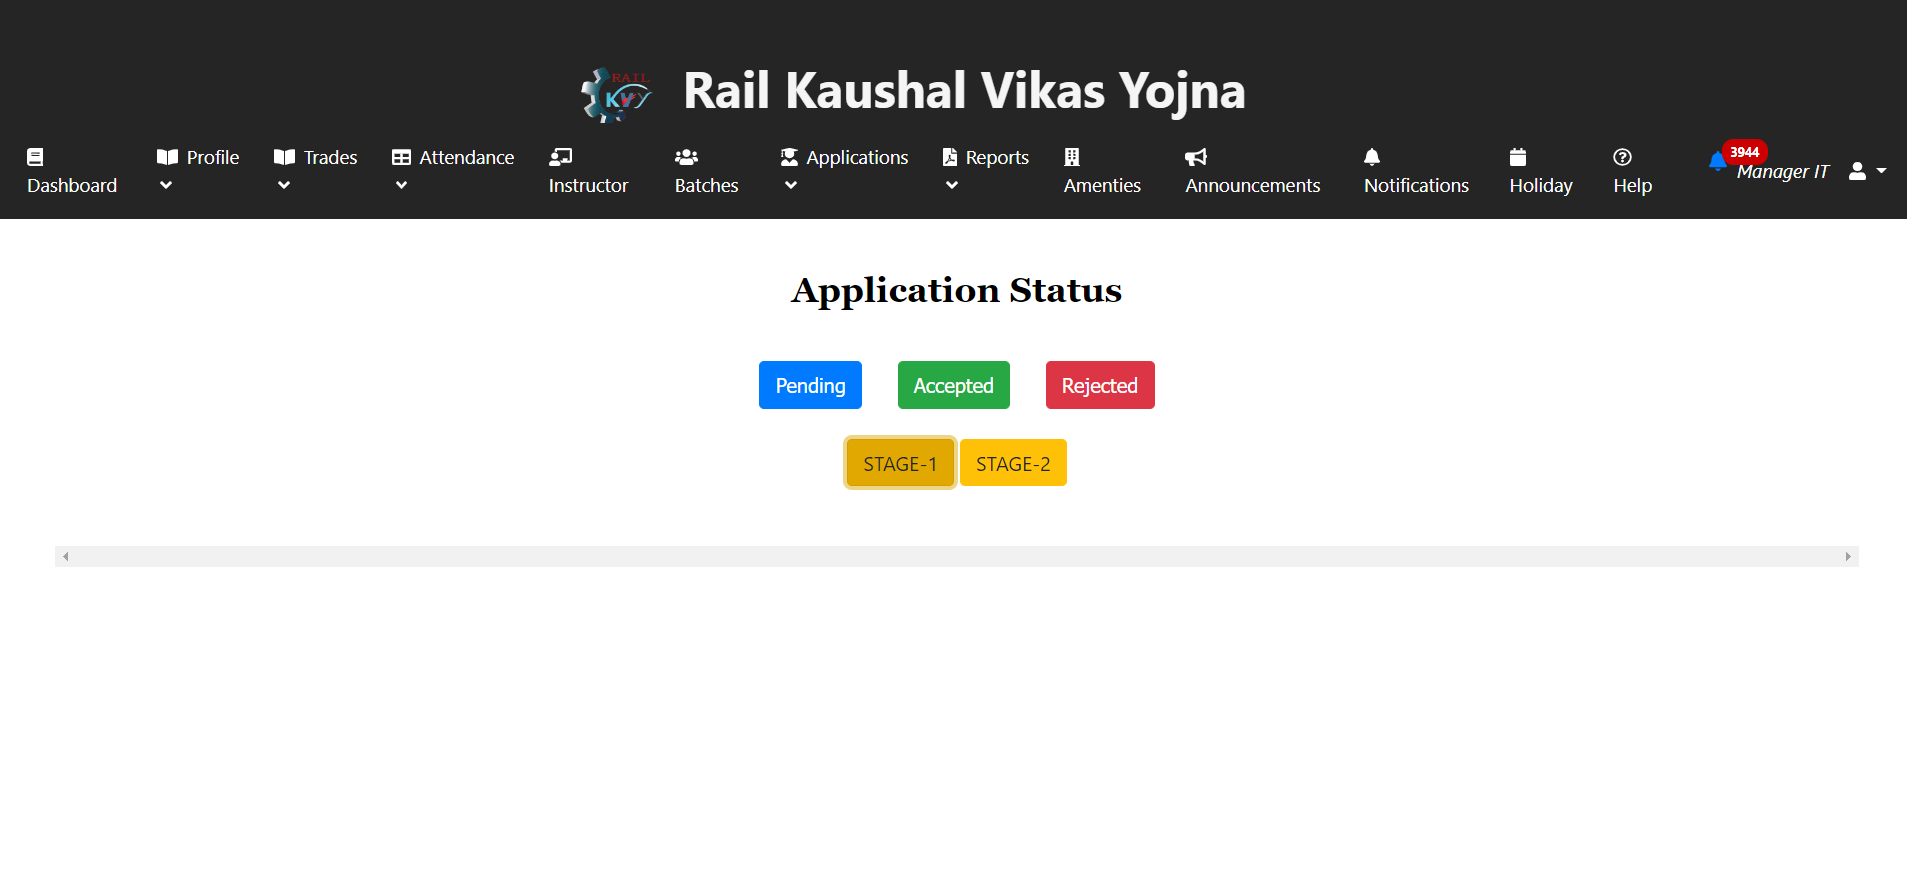 RAIL
KVY
Rail Kaushal Vikas Yojna
Dashboard
Profile
Trades
Attendance
Instructor
Batches
Applications
Reports
Amenties
Announcements
Notifications
Holiday
Help
3944
Manager IT
Application Status
Pending Accepted Rejected
STAGE-1 STAGE-2